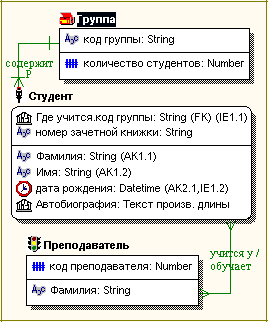 Группа
код группы: String
количество студентов: Number
содержит
P
Студент
Где учится.код группы: String (FK) (IE1.1)
номер зачетной книжки: String
Фамилия: String (AK1.1)
Имя: String (AK1.2)
дата рождения: Datetime (AK2.1,IE1.2)
Автобиография: Текст произв. длины
Преподаватель
учится у /
обучает
код преподавателя: Number
Фамилия: String